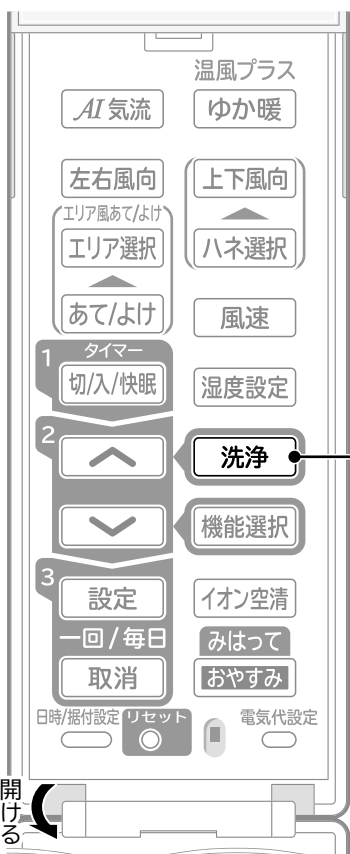 温風プラス
AI 気流
ゆか暖
左右風向
上下風向
エリア風あて/よけ
エリア選択
ハネ選択
あて/よけ
風速
1 タイマー
切/入/快眠
湿度設定
2
洗浄
機能選択
3
設定
イオン空清
一回/毎日
みはって
取消
おやすみ
日時/据付設定
リセット
電気代設定
開ける